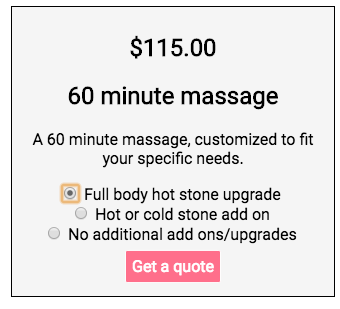 $115.00
60 minute massage
A 60 minute massage, customized to fit
your specific needs.
Full body hot stone upgrade
Hot or cold stone add on
No additional add ons/upgrades
Get a quote